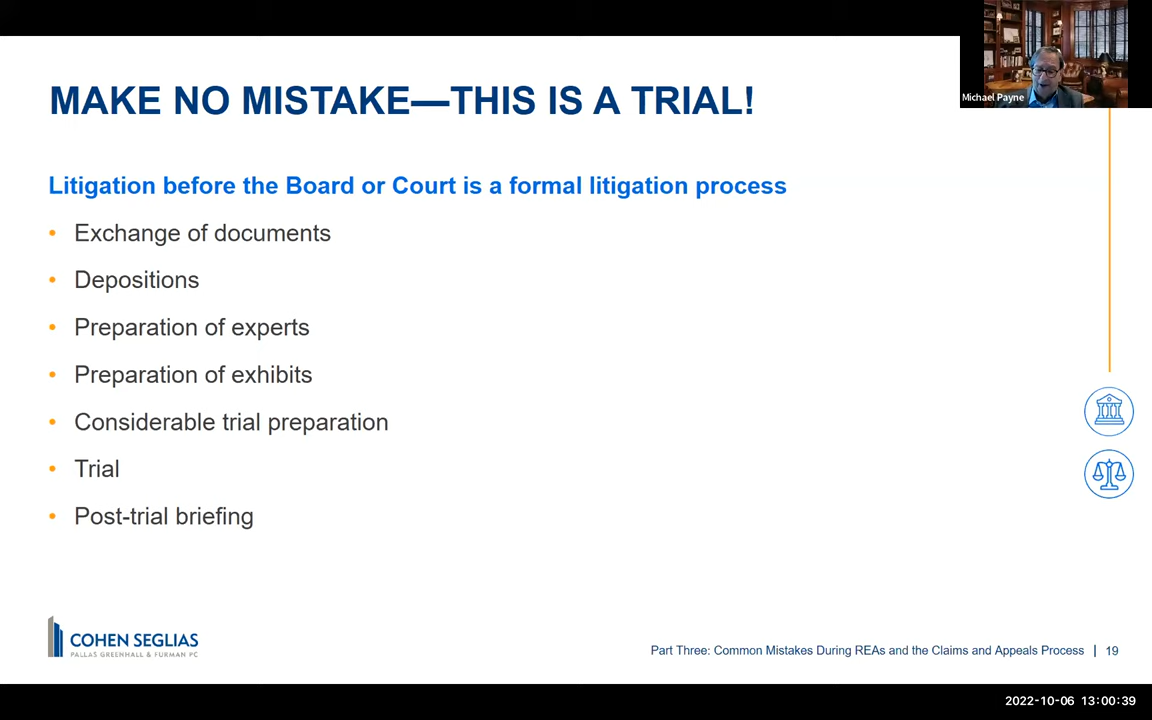 Michael Payne
MAKE NO MISTAKE—THIS IS A TRIAL!
Litigation before the Board or Court is a formal litigation process
• Exchange of documents
• Depositions
• Preparation of experts
• Preparation of exhibits
• Considerable trial preparation
• Trial
• Post-trial briefing
COHEN SEGLIAS
PALLAS GREENHALL & FURMAN PC
Part Three: Common Mistakes During REAs and the Claims and Appeals Process | 19
2022-10-06 13:00:39